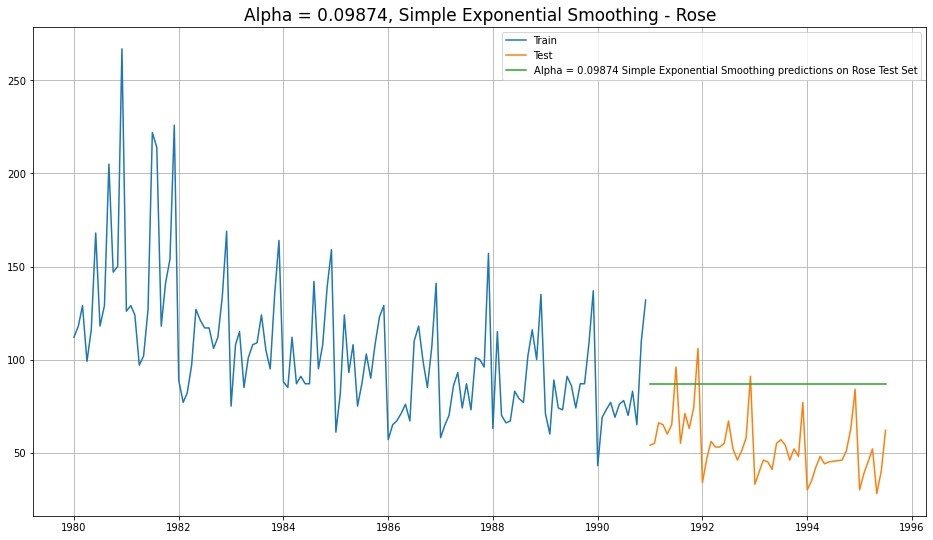 Alpha = 0.09874, Simple Exponential Smoothing - Rose
Train
Test
Alpha = 0.09874 Simple Exponential Smoothing predictions on Rose Test Set
250
200
150
100
50
1980 1982 1984 1986 1988 1990 1992 1994 1996